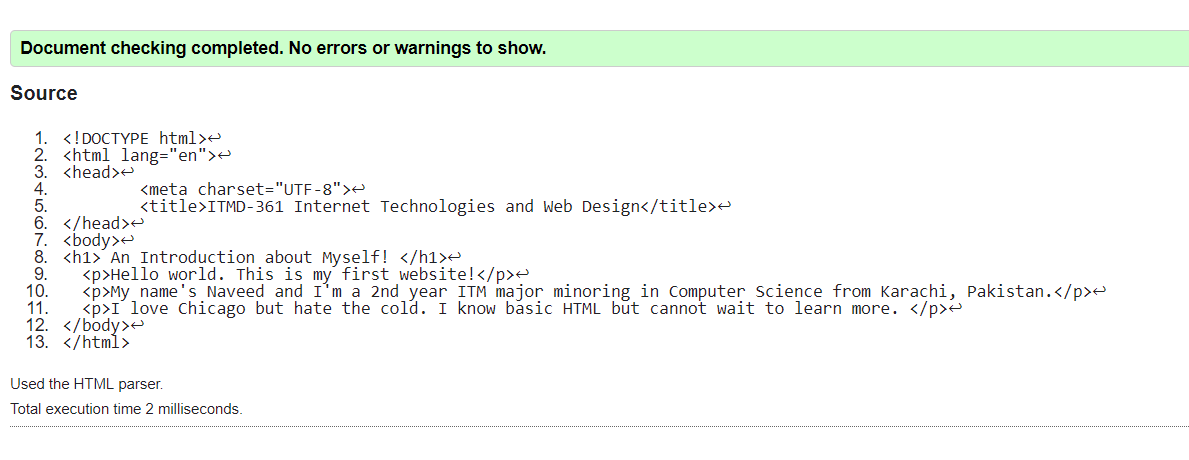 Document checking completed. No errors or warnings to show.
Source
1. <!DOCTYPE html>↩
2. <html lang="en">↩
3. <head>↩
4. <meta charset="UTF-8">↩
5. <title>ITMD-361 Internet Technologies and Web Design</title>↩
6. </head>↩
7. <body>↩
8. <h1> An Introduction about Myself! </h1>↩
9. <p>Hello world. This is my first website!</p>↩
10. <p>My name's Naveed and I'm a 2nd year ITM major minoring in Computer Science from Karachi, Pakistan.</p>↩
11. <p>I love Chicago but hate the cold. I know basic HTML but cannot wait to learn more. </p>↩
12. </body>↩
13. </html>
Used the HTML parser.
Total execution time 2 milliseconds.